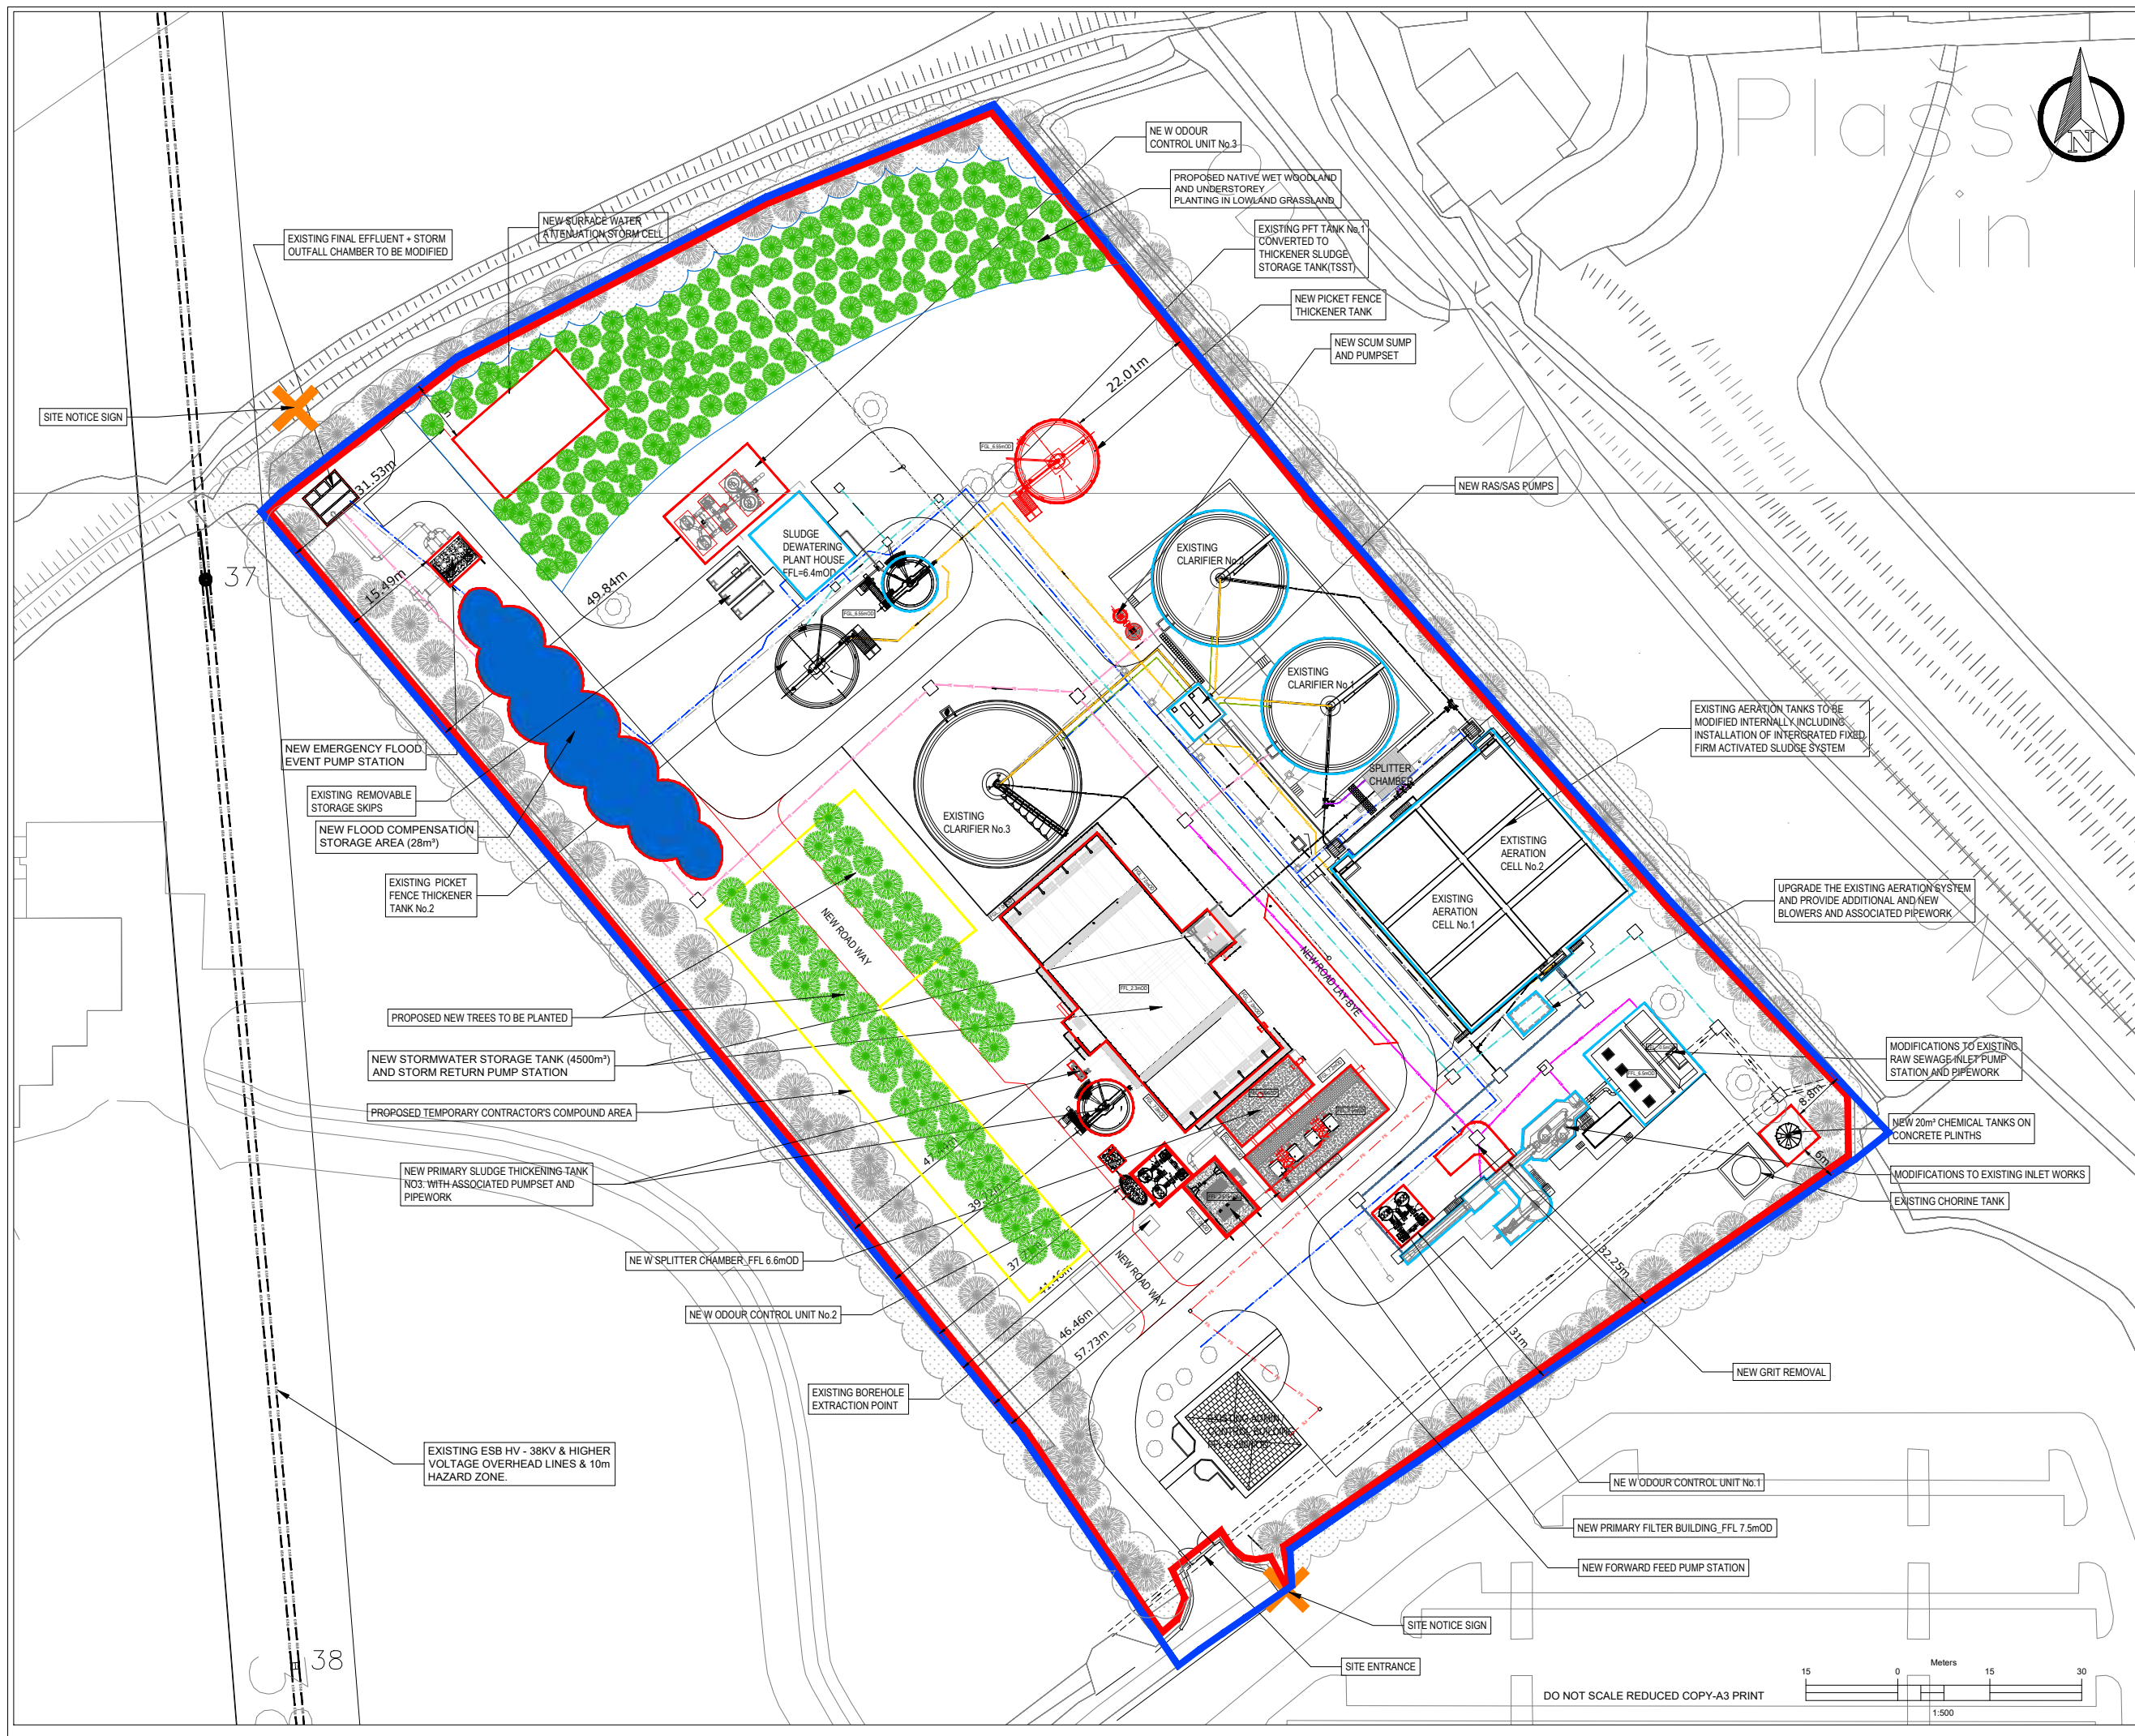 Plassy
(in
N
NE W ODOUR
CONTROL UNIT No.3
PROPOSED NATIVE WET WOODLAND
AND UNDERSTOREY
PLANTING IN LOWLAND GRASSLAND
NEW SURFACE WATER
ATTENUATION STORM CELL
EXISTING FINAL EFFLUENT + STORM
OUTFALL CHAMBER TO BE MODIFIED
EXISTING PFT TANK No.1
CONVERTED TO
THICKENER SLUDGE
STORAGE TANK(TSST)
NEW PICKET FENCE
THICKENER TANK
NEW SCUM SUMP
AND PUMPSET
22.01m
SITE NOTICE SIGN
31.53m
NEW RAS/SAS PUMPS
SLUDGE
DEWATERING
PLANT HOUSE
FFL=6.4mOD
EXISTING
CLARIFIER No.2
37
15.49m
49.84m
EXISTING
CLARIFIER No.1
EXISTING AERATION TANKS TO BE
MODIFIED INTERNALLY INCLUDING
INSTALLATION OF INTERGRATED FIXED
FIRM ACTIVATED SLUDGE SYSTEM
NEW EMERGENCY FLOOD
EVENT PUMP STATION
SPLITTER
CHAMBER
EXISTING REMOVABLE
STORAGE SKIPS
EXISTING
CLARIFIER No.3
NEW FLOOD COMPENSATION
STORAGE AREA (28m³)
EXTISTING
AERATION
CELL No.2
EXISTING PICKET
FENCE THICKENER
TANK No.2
EXISTING
AERATION
CELL No.1
UPGRADE THE EXISTING AERATION SYSTEM
AND PROVIDE ADDITIONAL AND NEW
BLOWERS AND ASSOCIATED PIPEWORK
NEW ROAD WAY
NEW ROAD LAY-BYE
PROPOSED NEW TREES TO BE PLANTED
NEW STORMWATER STORAGE TANK (4500m³)
AND STORM RETURN PUMP STATION
MODIFICATIONS TO EXISTING
RAW SEWAGE INLET PUMP
STATION AND PIPEWORK
8.8m
PROPOSED TEMPORARY CONTRACTOR'S COMPOUND AREA
NEW 20m³ CHEMICAL TANKS ON
CONCRETE PLINTHS
6m
NEW PRIMARY SLUDGE THICKENING TANK
NO3. WITH ASSOCIATED PUMPSET AND
PIPEWORK
MODIFICATIONS TO EXISTING INLET WORKS
EXISTING CHORINE TANK
NE W SPLITTER CHAMBER_FFL 6.6mOD
32.25m
NEW ROAD WAY
41.46m
NE W ODOUR CONTROL UNIT No.2
46.46m
57.73m
31m
NEW GRIT REMOVAL
EXISTING BOREHOLE
EXTRACTION POINT
EXISTING ADMIN
CONTROL BUILDING
EXISTING ESB HV - 38KV & HIGHER
VOLTAGE OVERHEAD LINES & 10m
HAZARD ZONE.
NE W ODOUR CONTROL UNIT No.1
NEW PRIMARY FILTER BUILDING_FFL 7.5mOD
NEW FORWARD FEED PUMP STATION
SITE NOTICE SIGN
38
SITE ENTRANCE
DO NOT SCALE REDUCED COPY-A3 PRINT
Meters
15 0 15 30
1:500